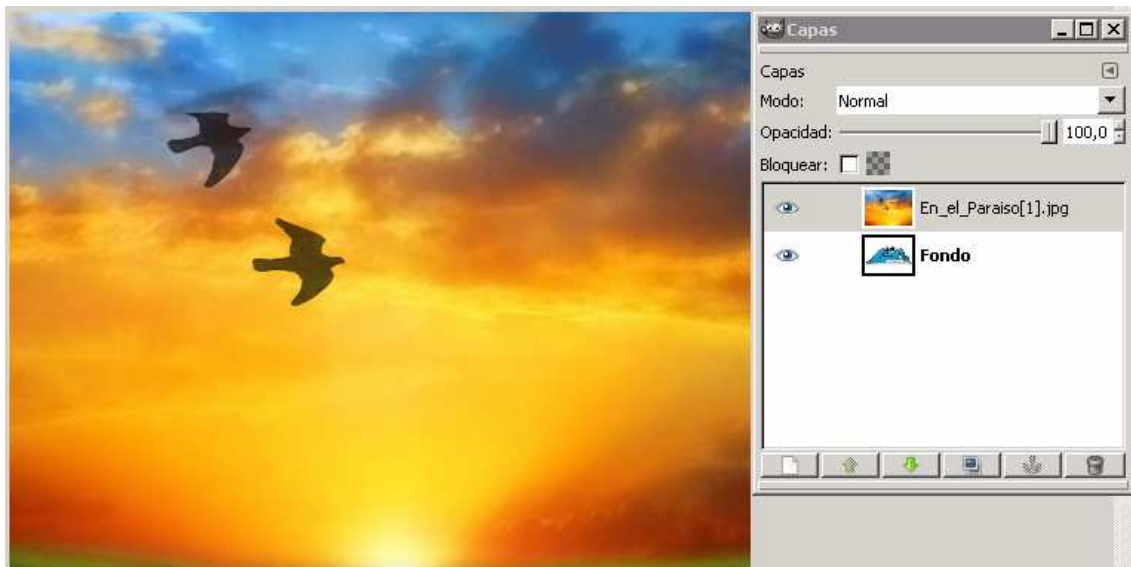 Capas
Capas
Modo: Normal
Opacidad: 100,0
Bloquear:
En_el_Paraiso[1].jpg
Fondo